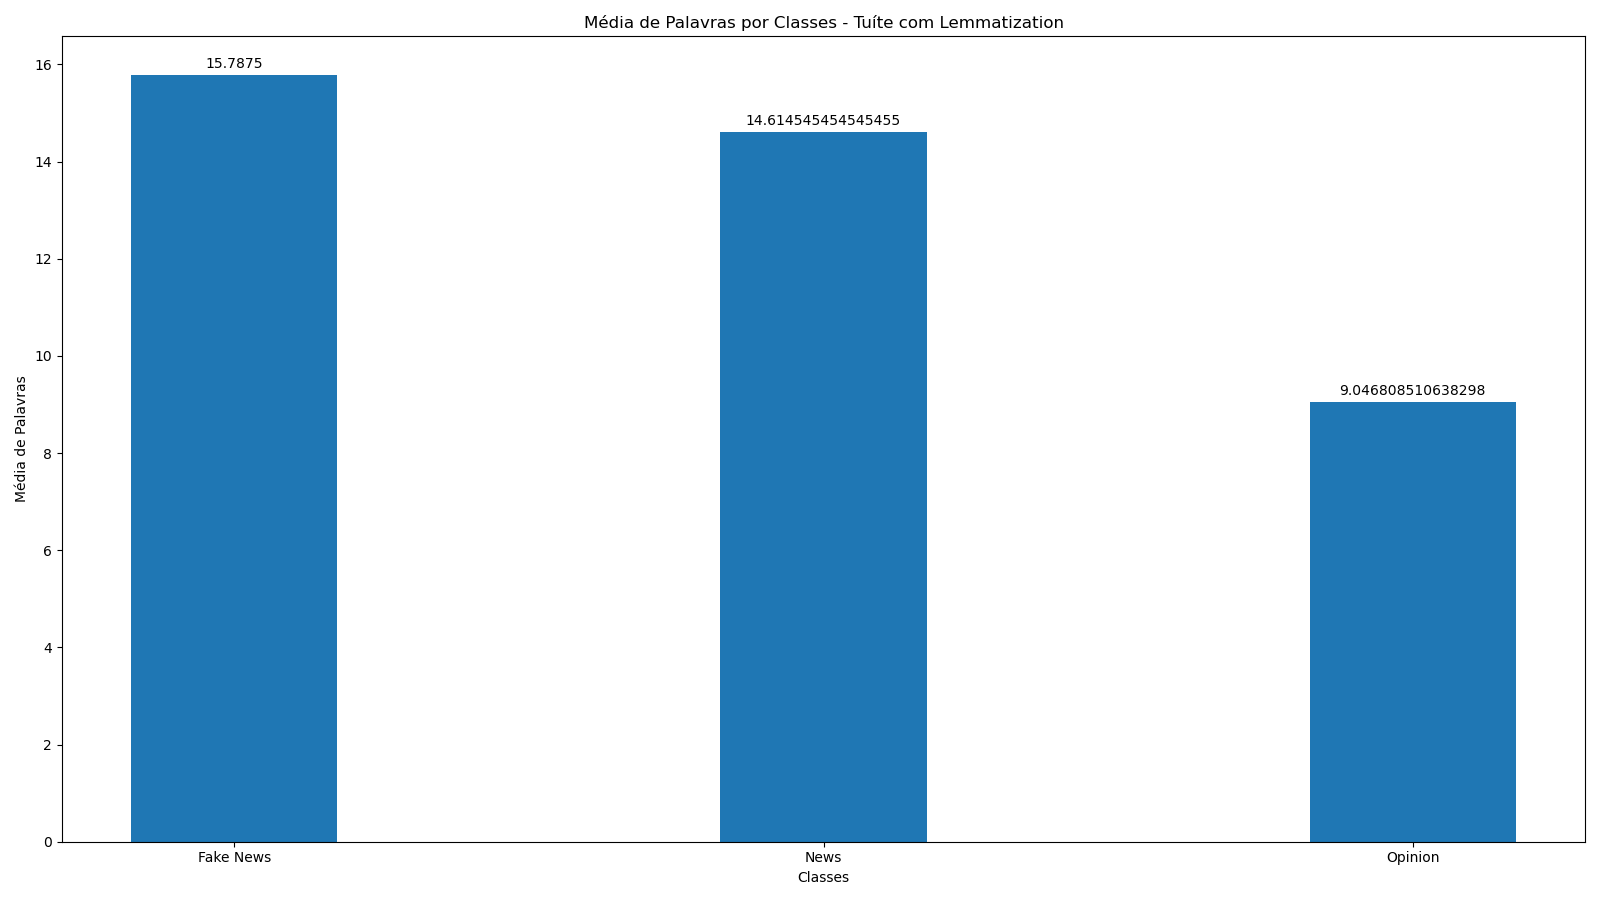 Média de Palavras por Classes - Tuíte com Lemmatization
16
14
12
10
8
6
4
2
0
Média de Palavras
15.7875
14.614545454545455
9.046808510638298
Fake News
News
Opinion
Classes